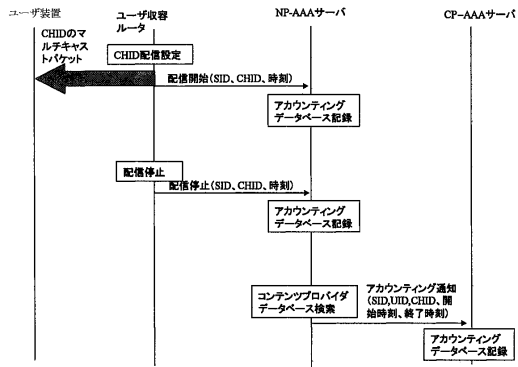 ユーザ装置
ユーザ収容
ルータ
NP-AAAサーバ
CP-AAAサーバ
CHIDのマ
ルチキャス
トパケット
CHID配信設定
配信開始(SID、CHID、時刻)
アカウンティング
データベース記録
配信停止
配信停止(SID、CHID、時刻)
アカウンティング
データベース記録
コンテンツプロバイダ
データベース検索
アカウンティング通知
(SID,UID,CHID、開
始時刻、終了時刻)
アカウンティング
データベース記録